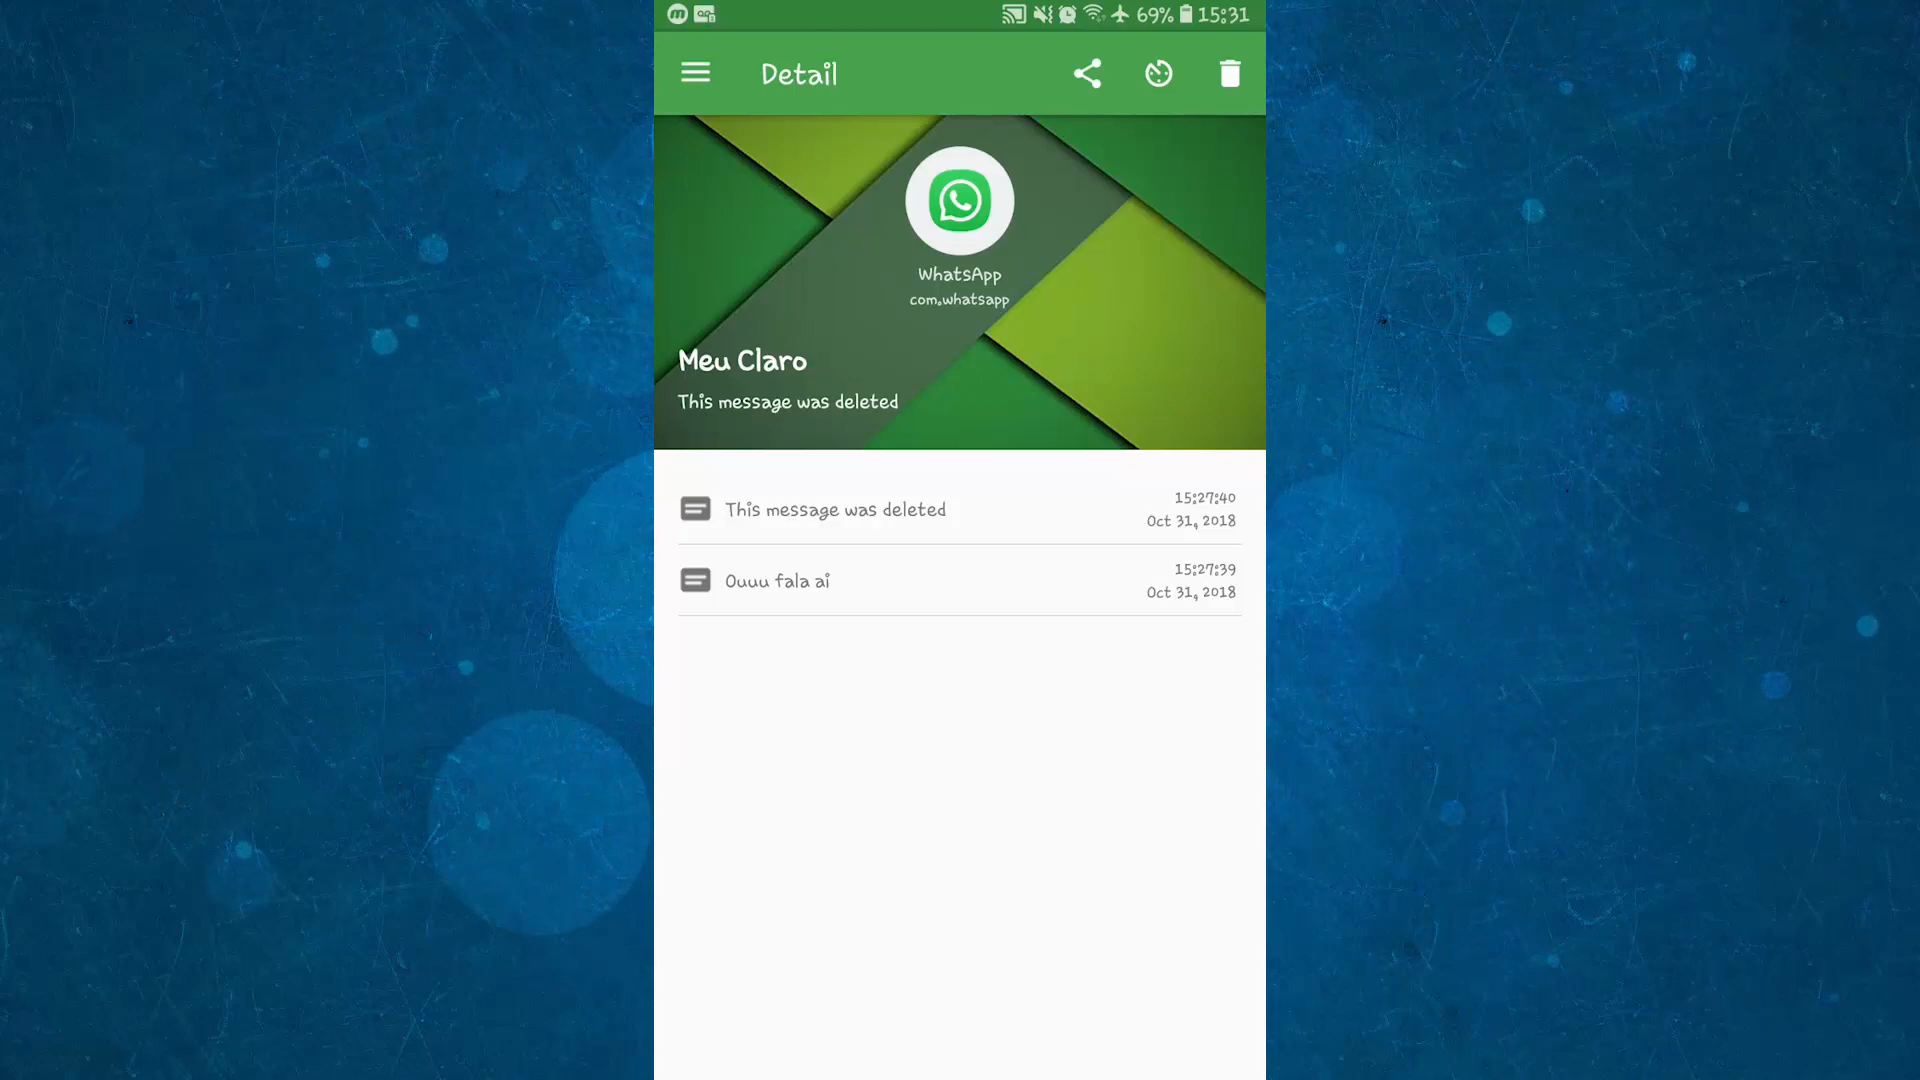 69% 15:31
Detail
WhatsApp
com.whatsapp
Meu Claro
This message was deleted
This message was deleted
15:27:40
Oct 31, 2018
Ouuu fala ai
15:27:39
Oct 31, 2018